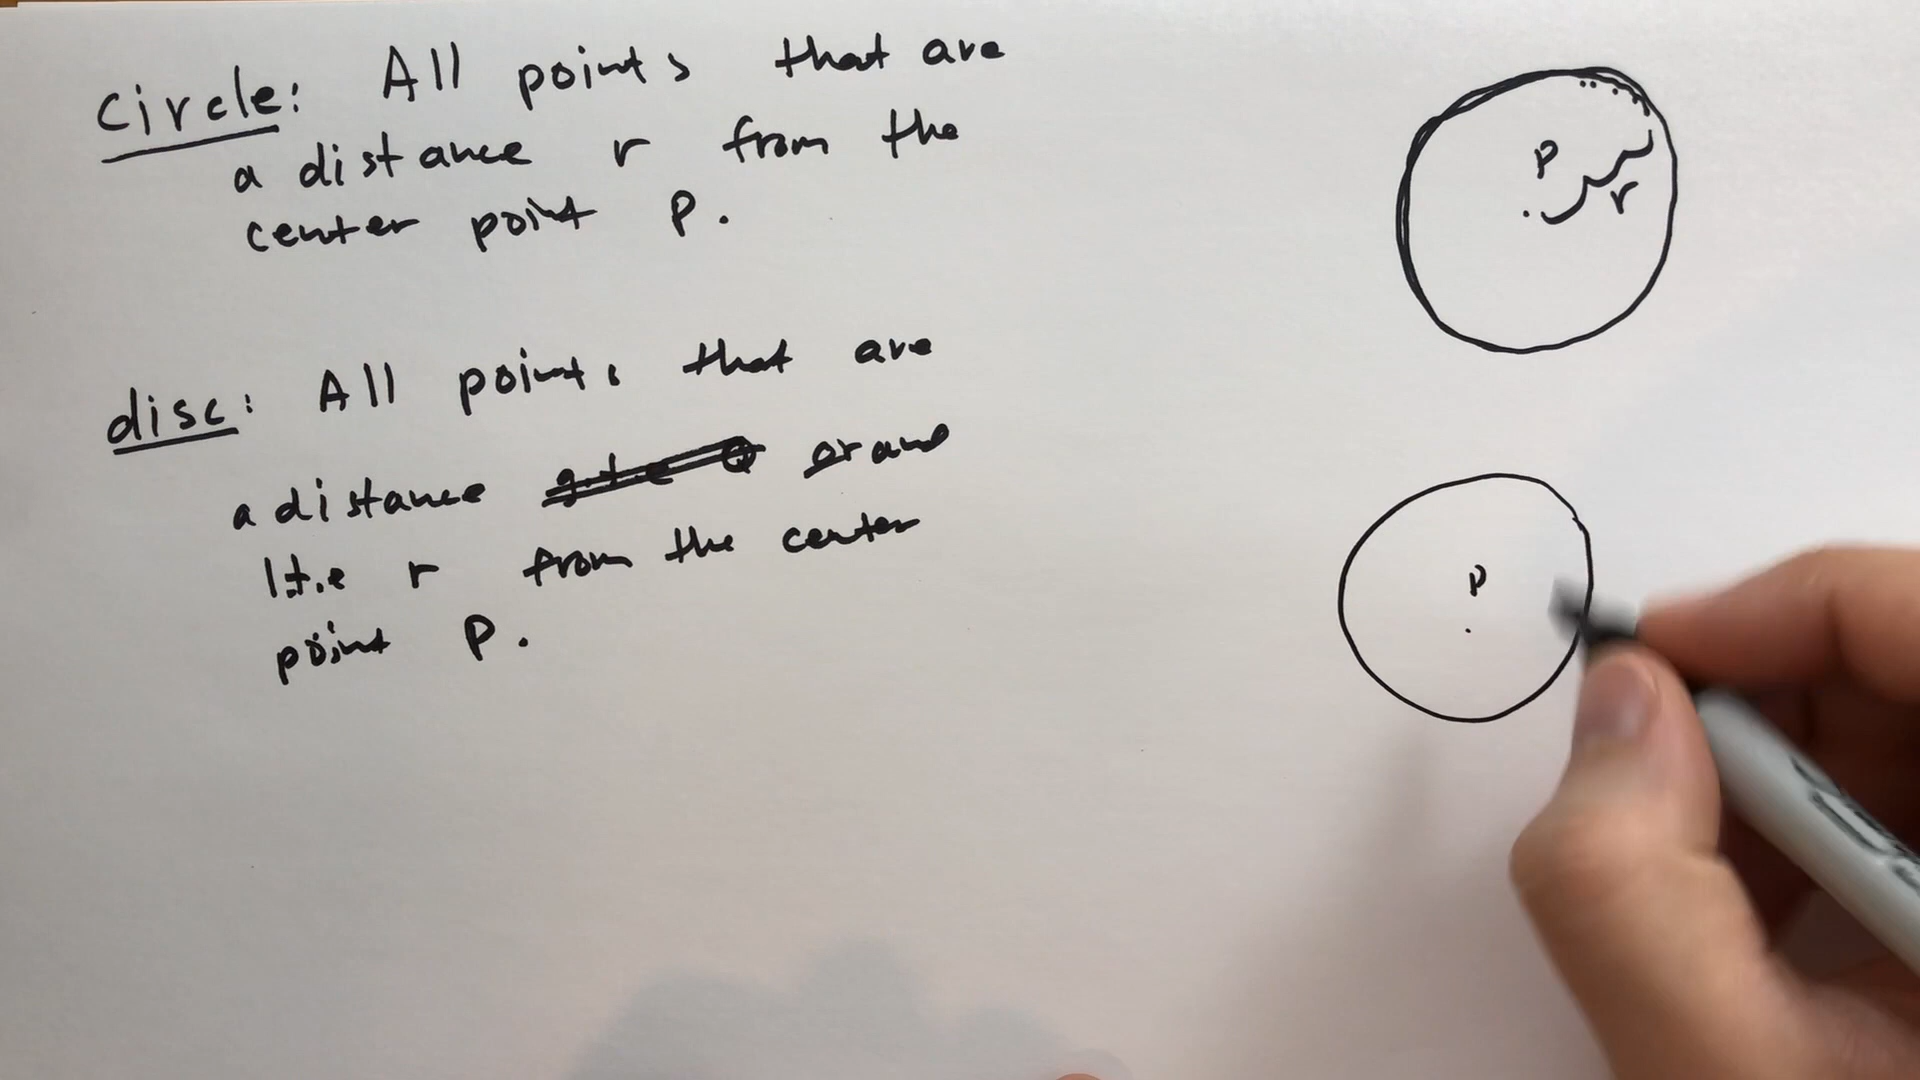 Circle: All points that are
a distance r from the
center point P.
P
r
disc: All points that are
a distance or and
l.t.e r from the center
point P.
P